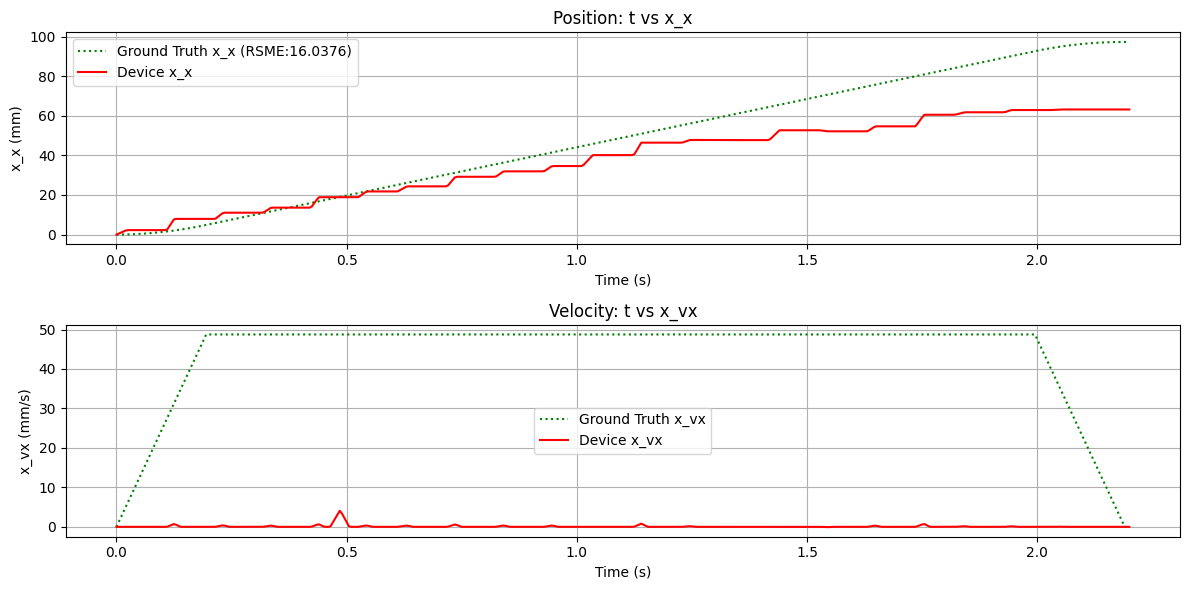 Position: t vs x_x
x_x (mm)
100
80
60
40
20
0
Ground Truth x_x (RSME:16.0376)
Device x_x
0.0
0.5
1.0
1.5
2.0
Time (s)
Velocity: t vs x_vx
x_vx (mm/s)
50
40
30
20
10
0
Ground Truth x_vx
Device x_vx
0.0
0.5
1.0
1.5
2.0
Time (s)